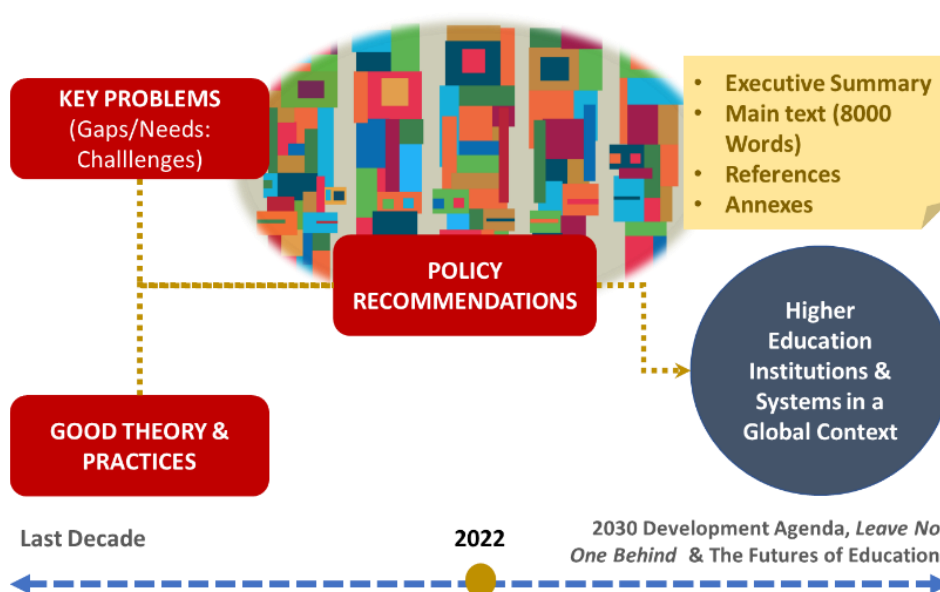 KEY PROBLEMS
(Gaps/Needs:
Challlenges)
• Executive Summary
• Main text (8000
Words)
• References
• Annexes
POLICY
RECOMMENDATIONS
Higher
Education
Institutions &
Systems in a
Global Context
GOOD THEORY &
PRACTICES
Last Decade
2022
2030 Development Agenda, Leave No
One Behind & The Futures of Education